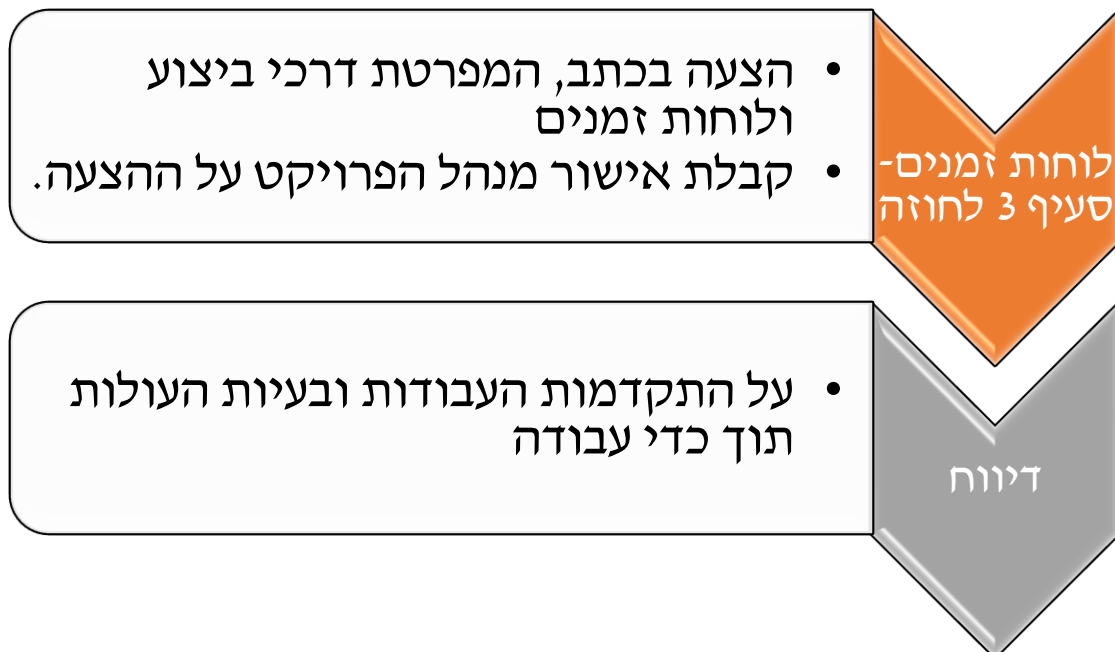 לוחות זמנים-
סעיף 3 לחוזה
• הצעה בכתב, המפרטת דרכי ביצוע
ולוחות זמנים
• קבלת אישור מנהל הפרויקט על ההצעה.
דיווח
• על התקדמות העבודות ובעיות העולות
תוך כדי עבודה